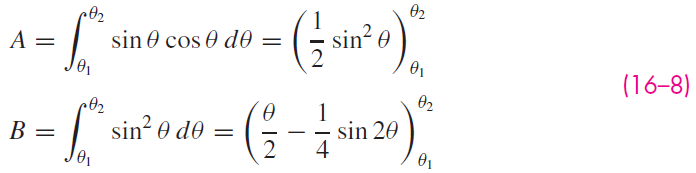 A = ∫_{θ₁}^{θ₂} sin θ cos θ dθ = (1/2 sin² θ)_{θ₁}^{θ₂}
(16–8)
B = ∫_{θ₁}^{θ₂} sin² θ dθ = (θ/2 − 1/4 sin 2θ)_{θ₁}^{θ₂}